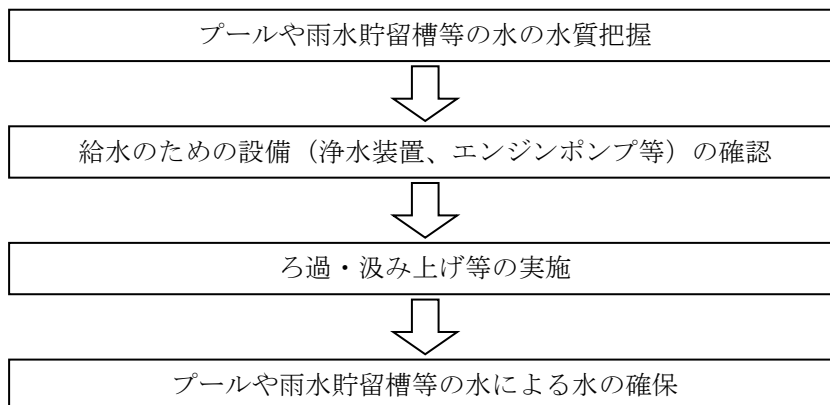 プールや雨水貯留槽等の水の水質把握
給水のための設備（浄水装置、エンジンポンプ等）の確認
ろ過・汲み上げ等の実施
プールや雨水貯留槽等の水による水の確保